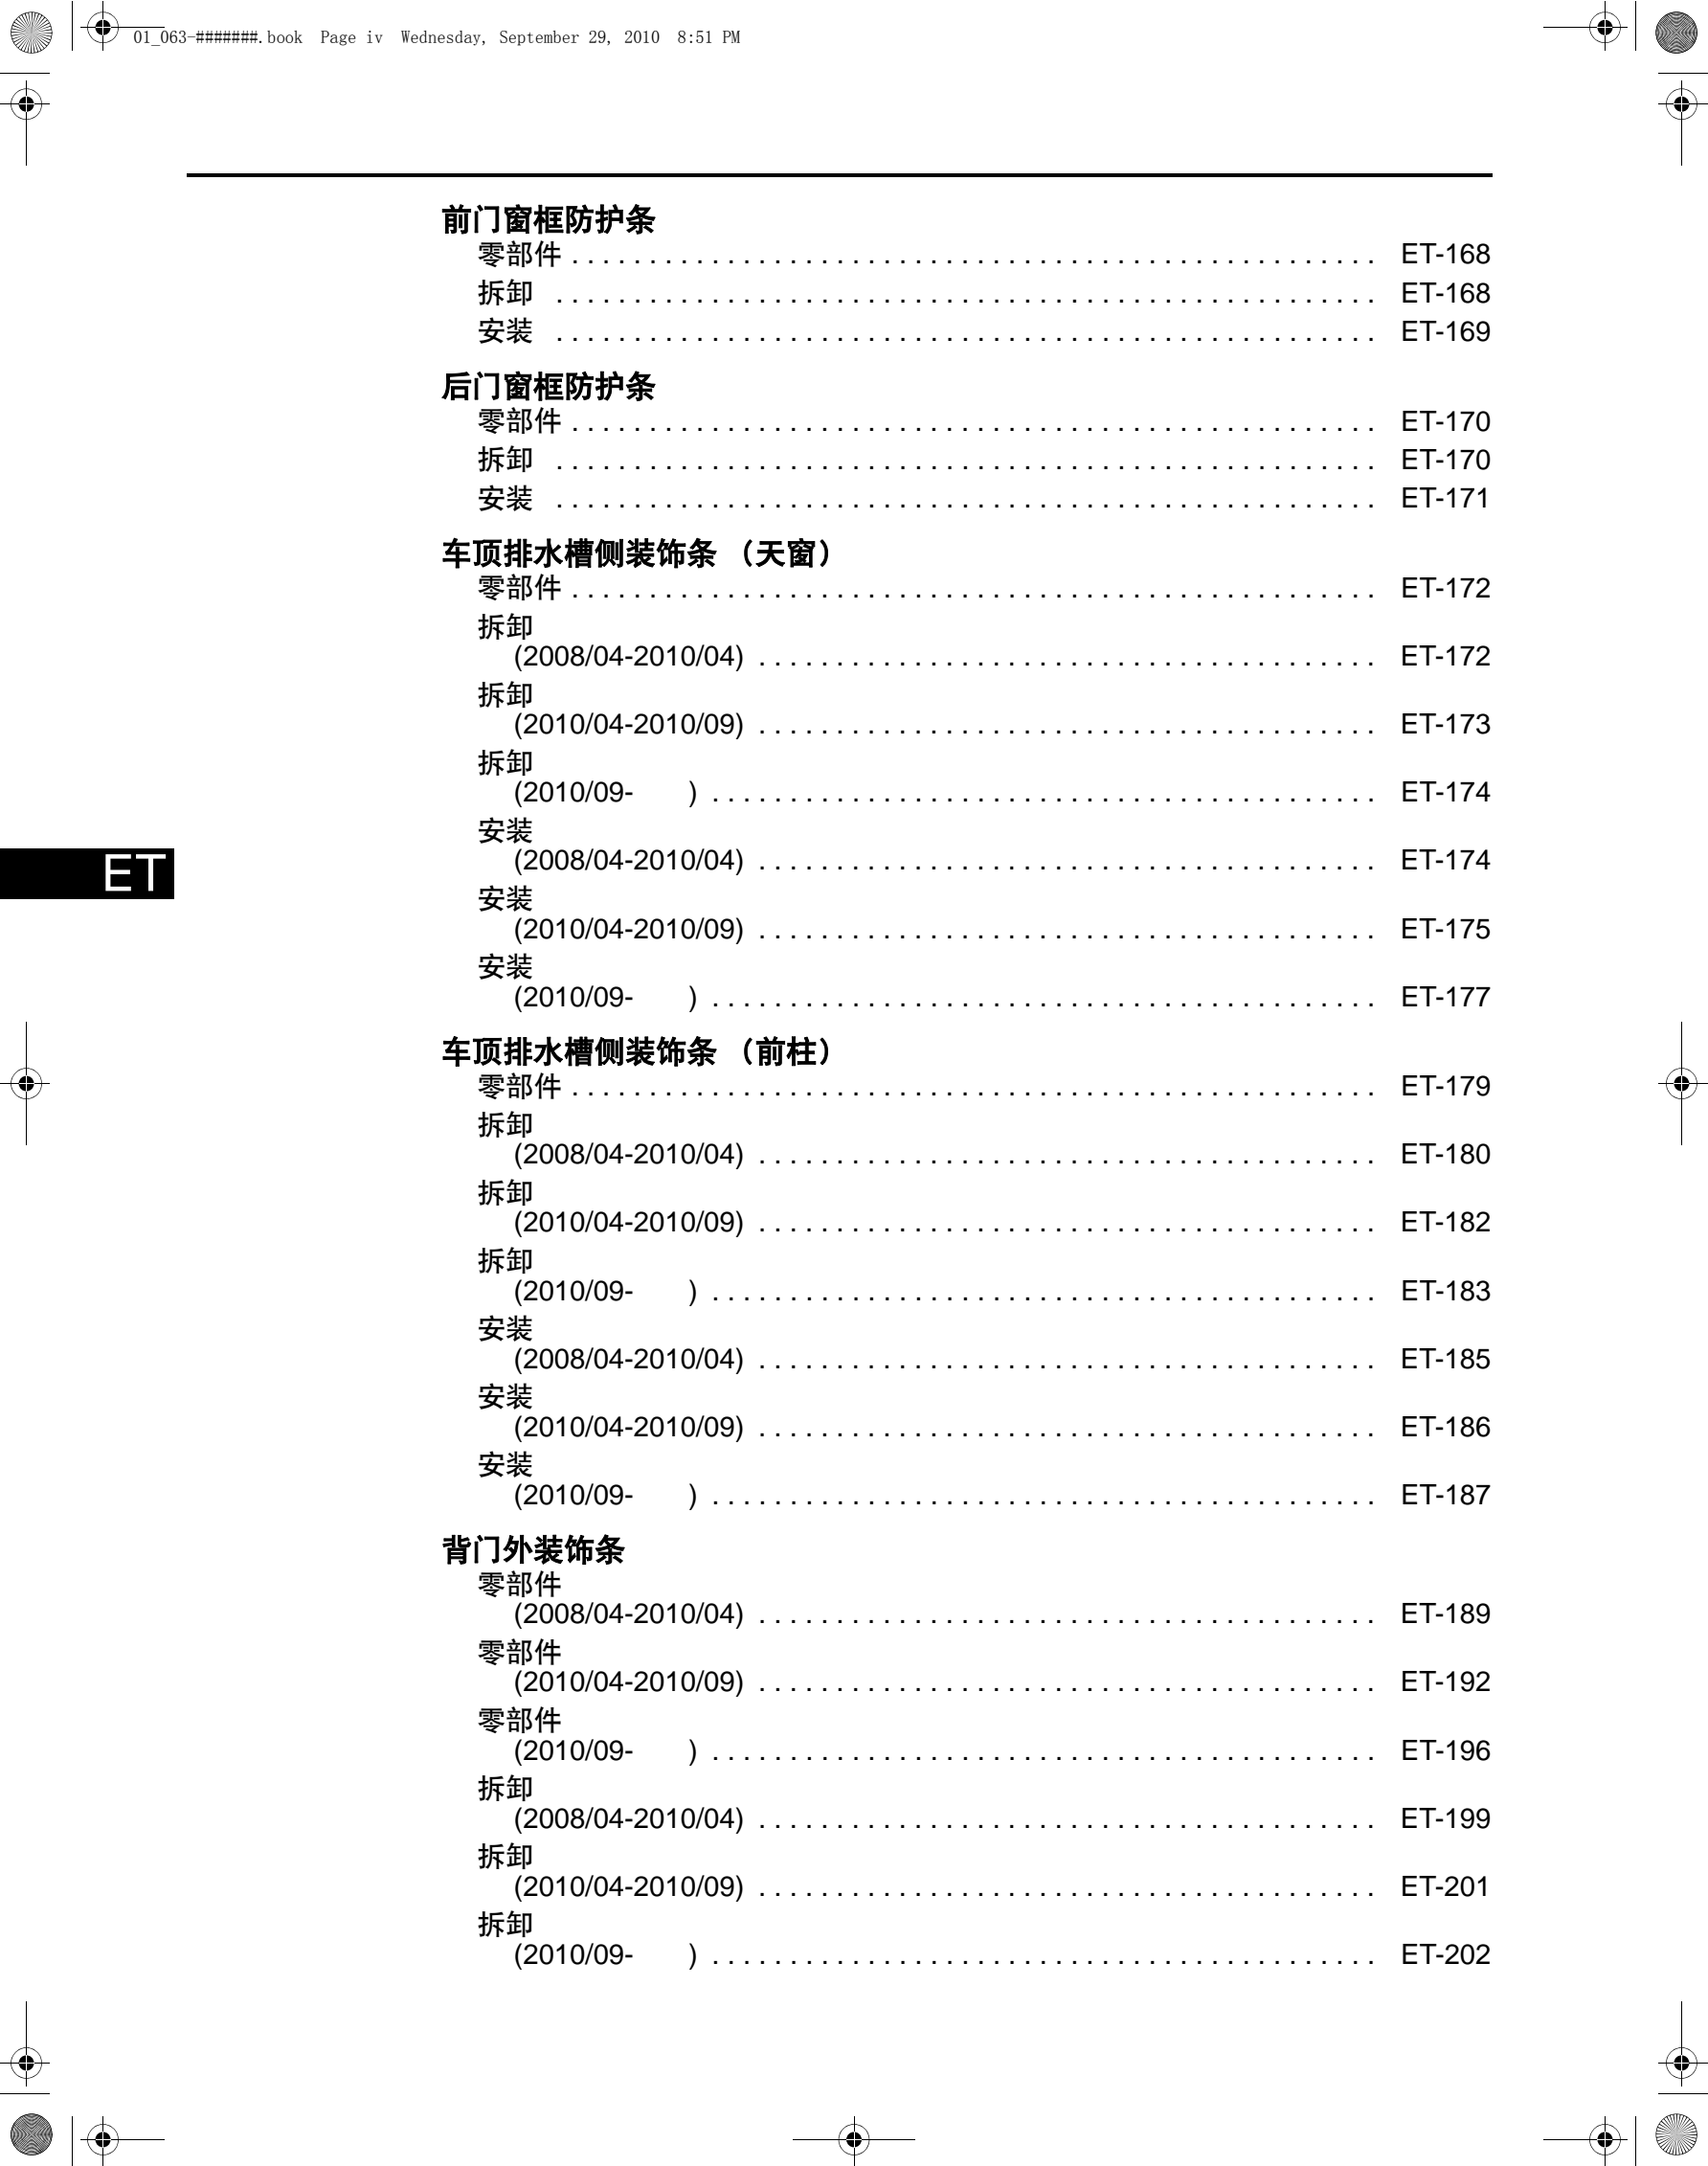 01_063-#######.book Page iv Wednesday, September 29, 2010 8:51 PM
前门窗框防护条
零部件 . . . . . . . . . . . . . . . . . . . . ET-168
拆卸 . . . . . . . . . . . . . . . . . . . . ET-168
安装 . . . . . . . . . . . . . . . . . . . . ET-169
后门窗框防护条
零部件 . . . . . . . . . . . . . . . . . . . . ET-170
拆卸 . . . . . . . . . . . . . . . . . . . . ET-170
安装 . . . . . . . . . . . . . . . . . . . . ET-171
车顶排水槽侧装饰条 （天窗）
零部件 . . . . . . . . . . . . . . . . . . . . ET-172
拆卸
(2008/04-2010/04) . . . . . . . . . . . . . . . . . . . . ET-172
拆卸
(2010/04-2010/09) . . . . . . . . . . . . . . . . . . . . ET-173
拆卸
(2010/09- ) . . . . . . . . . . . . . . . . . . . . ET-174
安装
(2008/04-2010/04) . . . . . . . . . . . . . . . . . . . . ET-174
ET
安装
(2010/04-2010/09) . . . . . . . . . . . . . . . . . . . . ET-175
安装
(2010/09- ) . . . . . . . . . . . . . . . . . . . . ET-177
车顶排水槽侧装饰条 （前柱）
零部件 . . . . . . . . . . . . . . . . . . . . ET-179
拆卸
(2008/04-2010/04) . . . . . . . . . . . . . . . . . . . . ET-180
拆卸
(2010/04-2010/09) . . . . . . . . . . . . . . . . . . . . ET-182
拆卸
(2010/09- ) . . . . . . . . . . . . . . . . . . . . ET-183
安装
(2008/04-2010/04) . . . . . . . . . . . . . . . . . . . . ET-185
安装
(2010/04-2010/09) . . . . . . . . . . . . . . . . . . . . ET-186
安装
(2010/09- ) . . . . . . . . . . . . . . . . . . . . ET-187
背门外装饰条
零部件
(2008/04-2010/04) . . . . . . . . . . . . . . . . . . . . ET-189
零部件
(2010/04-2010/09) . . . . . . . . . . . . . . . . . . . . ET-192
零部件
(2010/09- ) . . . . . . . . . . . . . . . . . . . . ET-196
拆卸
(2008/04-2010/04) . . . . . . . . . . . . . . . . . . . . ET-199
拆卸
(2010/04-2010/09) . . . . . . . . . . . . . . . . . . . . ET-201
拆卸
(2010/09- ) . . . . . . . . . . . . . . . . . . . . ET-202